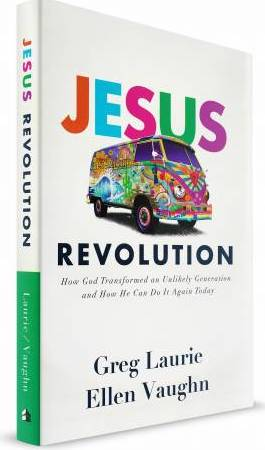 JESUS
REVOLUTION
How God Transformed an Unlikely Generation
and How He Can Do It Again Today
Greg Laurie
Ellen Vaughn
JESUS REVOLUTION
Laurie/Vaughn